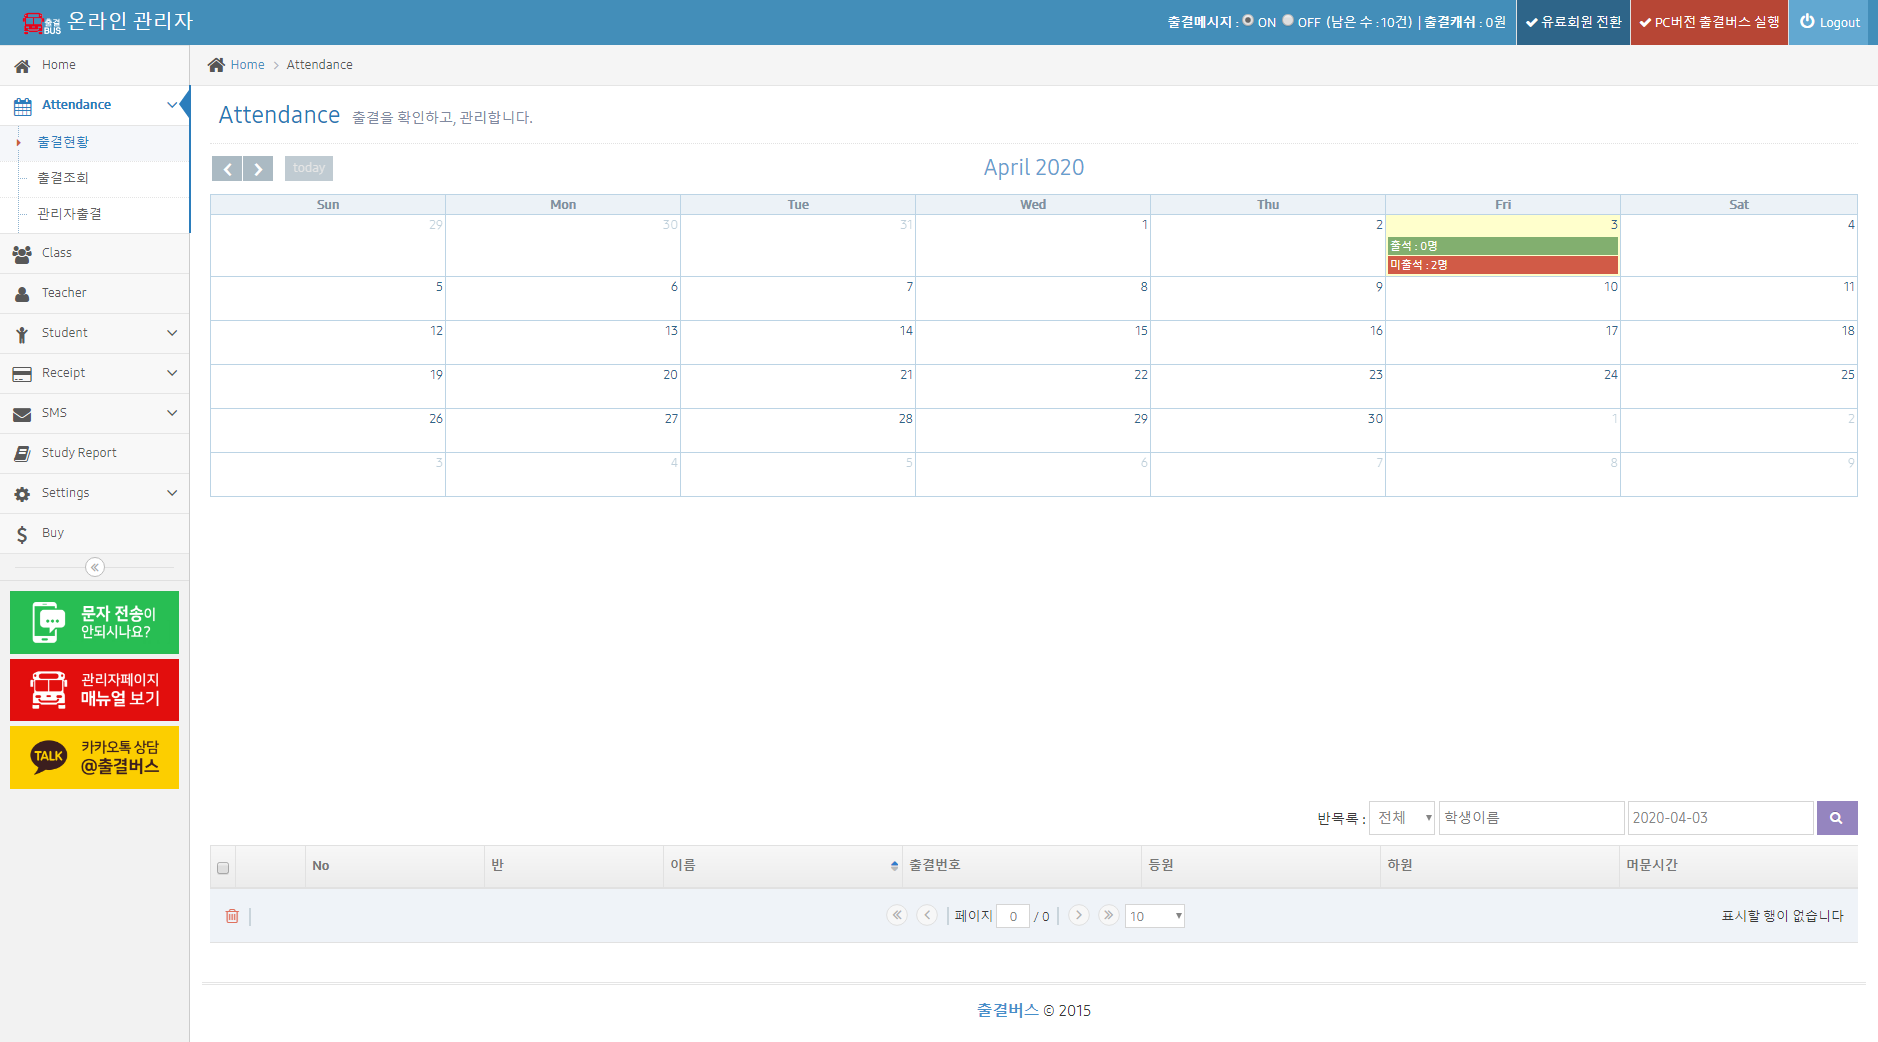 출결 BUS 온라인 관리자
출결메시지 : ON OFF (남은 수 : 10건) | 출결캐쉬 : 0원
유료회원 전환
PC버전 출결버스 실행
Logout
Home
Attendance
출결현황
출결조회
관리자출결
Class
Teacher
Student
Receipt
SMS
Study Report
Settings
Buy
문자 전송이
안되시나요?
관리자페이지
매뉴얼 보기
TALK
카카오톡 상담
@출결버스
Home > Attendance
Attendance 출결을 확인하고, 관리합니다.
today
April 2020
Sun Mon Tue Wed Thu Fri Sat
29 30 31 1 2 3 4
출석 : 0명
미출석 : 2명
5 6 7 8 9 10 11
12 13 14 15 16 17 18
19 20 21 22 23 24 25
26 27 28 29 30 1 2
3 4 5 6 7 8 9
반목록 : 전체 학생이름 2020-04-03
No 반 이름 출결번호 등원 하원 머문시간
| | 페이지 0 / 0 | 10 표시할 행이 없습니다
출결버스 © 2015